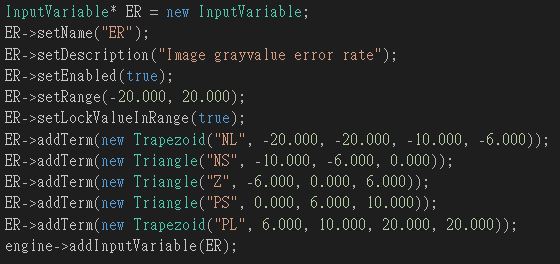 InputVariable* ER = new InputVariable;
ER->setName("ER");
ER->setDescription("Image grayvalue error rate");
ER->setEnabled(true);
ER->setRange(-20.000, 20.000);
ER->setLockValueInRange(true);
ER->addTerm(new Trapezoid("NL", -20.000, -20.000, -10.000, -6.000));
ER->addTerm(new Triangle("NS", -10.000, -6.000, 0.000));
ER->addTerm(new Triangle("Z", -6.000, 0.000, 6.000));
ER->addTerm(new Triangle("PS", 0.000, 6.000, 10.000));
ER->addTerm(new Trapezoid("PL", 6.000, 10.000, 20.000, 20.000));
engine->addInputVariable(ER);